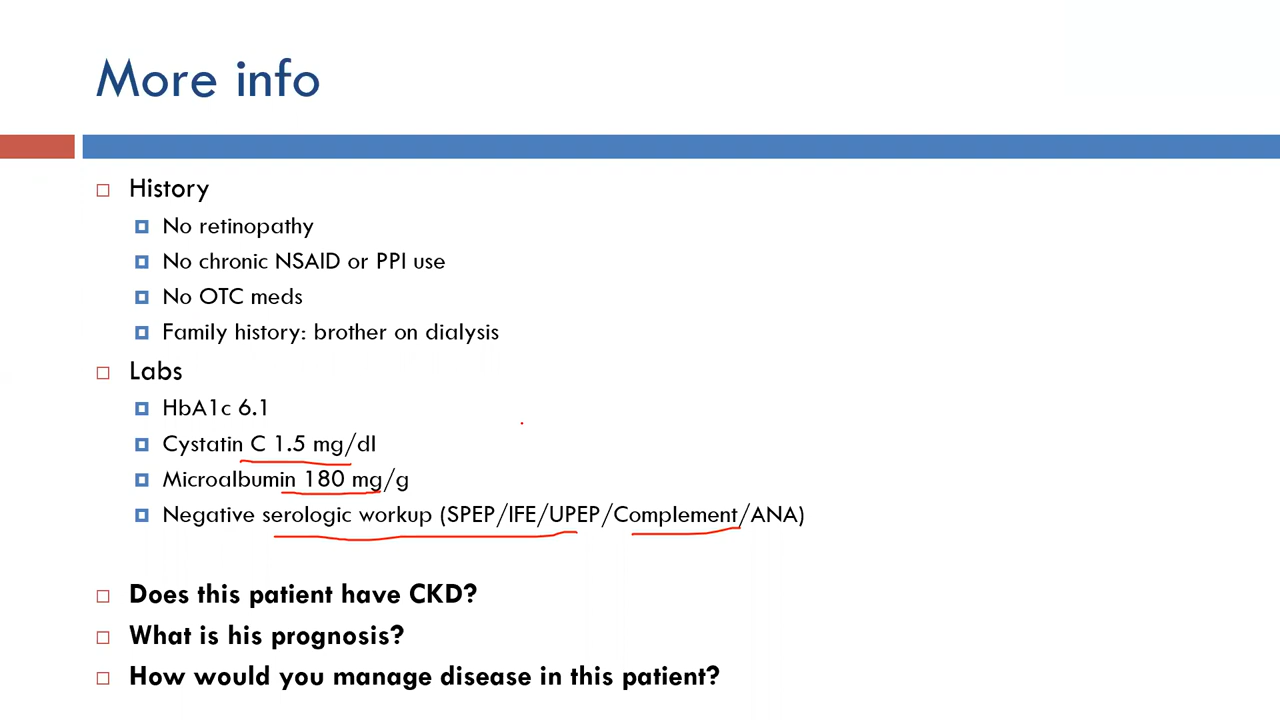 More info
History
No retinopathy
No chronic NSAID or PPI use
No OTC meds
Family history: brother on dialysis
Labs
HbA1c 6.1
Cystatin C 1.5 mg/dl
Microalbumin 180 mg/g
Negative serologic workup (SPEP/IFE/UPEP/Complement/ANA)
Does this patient have CKD?
What is his prognosis?
How would you manage disease in this patient?